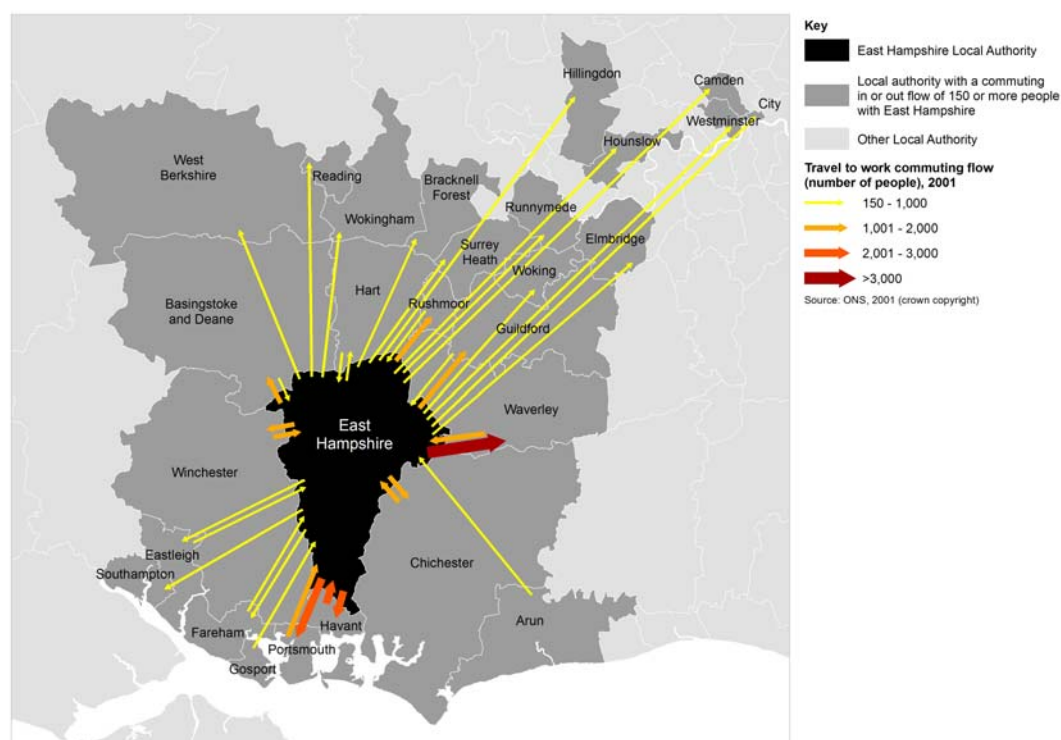 Hillingdon
Camden
City
Westminster
Hounslow
West
Berkshire
Reading
Bracknell
Forest
Runnymede
Wokingham
Elmbridge
Surrey
Heath
Woking
Hart
Basingstoke
and Deane
Rushmoor
Guildford
Waverley
East
Hampshire
Winchester
Eastleigh
Southampton
Chichester
Arun
Fareham
Havant
Portsmouth
Gosport
Key
East Hampshire Local Authority
Local authority with a commuting
in or out flow of 150 or more people
with East Hampshire
Other Local Authority
Travel to work commuting flow
(number of people), 2001
150 - 1,000
1,001 - 2,000
2,001 - 3,000
>3,000
Source: ONS, 2001 (crown copyright)